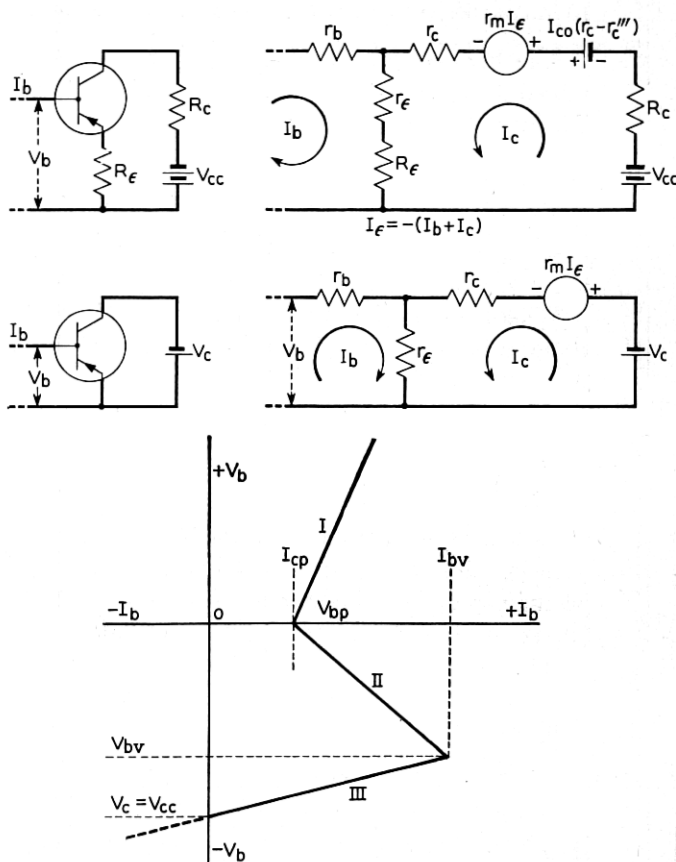 r_b
r_c
r_m I_ϵ
I_co(r_c-r_c''')
-
+
+
-
I_b
V_b
R_c
R_ϵ
V_cc
I_b
r_ϵ
R_ϵ
I_c
R_c
V_cc
I_ϵ=-(I_b+I_c)
I_b
V_b
V_c
r_b
r_c
r_m I_ϵ
-
+
V_b
I_b
r_ϵ
I_c
V_c
+V_b
I
I_cp
I_bv
-I_b
o
V_bp
+I_b
II
V_bv
III
V_c=V_cc
-V_b